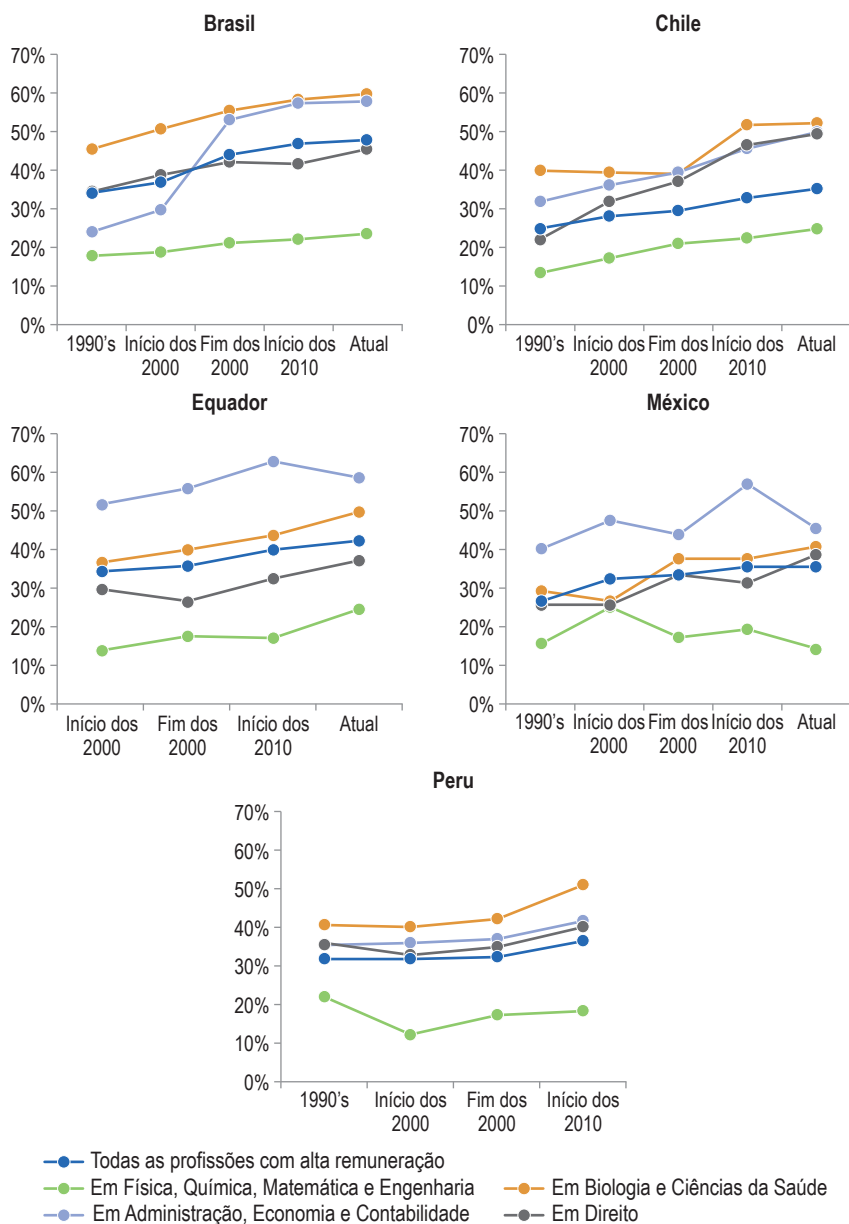 Brasil
70%
60%
50%
40%
30%
20%
10%
0%
1990's
Início dos
2000
Fim dos
2000
Início dos
2010
Atual
Chile
70%
60%
50%
40%
30%
20%
10%
0%
1990's
Início dos
2000
Fim dos
2000
Início dos
2010
Atual
Equador
70%
60%
50%
40%
30%
20%
10%
0%
Início dos
2000
Fim dos
2000
Início dos
2010
Atual
México
70%
60%
50%
40%
30%
20%
10%
0%
1990's
Início dos
2000
Fim dos
2000
Início dos
2010
Atual
Peru
70%
60%
50%
40%
30%
20%
10%
0%
1990's
Início dos
2000
Fim dos
2000
Início dos
2010
Todas as profissões com alta remuneração
Em Física, Química, Matemática e Engenharia
Em Biologia e Ciências da Saúde
Em Administração, Economia e Contabilidade
Em Direito